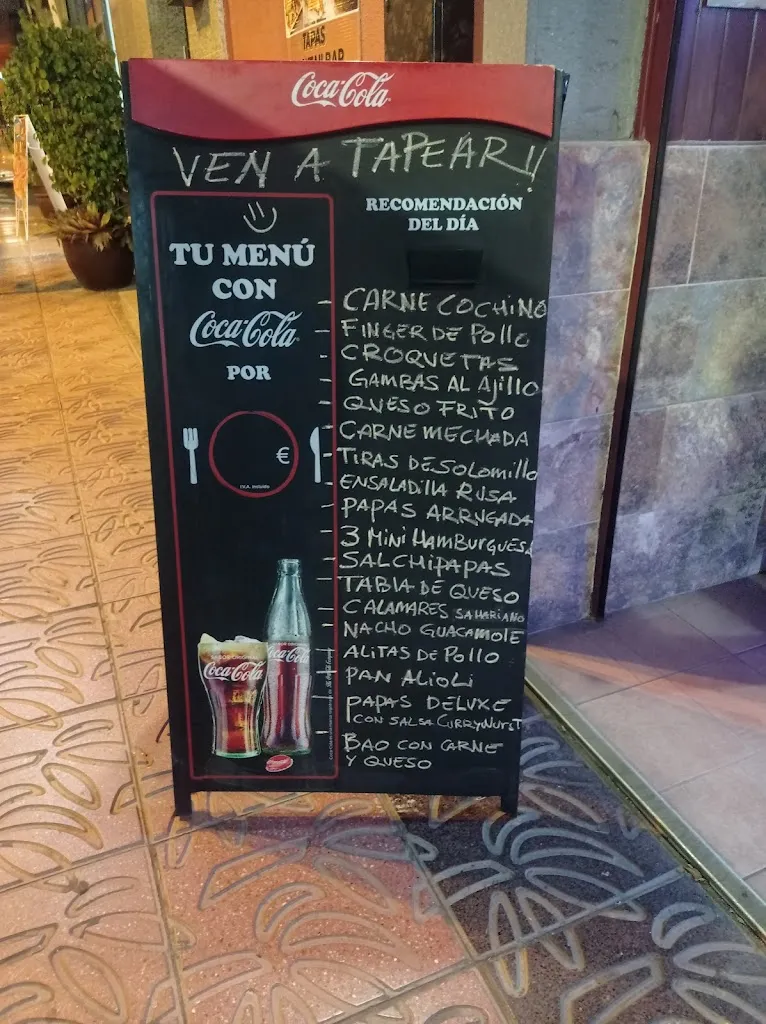 TAPAS
Coca-Cola
VEN A TAPEAR!!
TU MENÚ
CON
Coca-Cola
POR
€
I.V.A. incluido
RECOMENDACIÓN
DEL DÍA
CARNE COCHINO
FINGER DE POLLO
CROQUETAS
GAMBAS AL AJILLO
QUESO FRITO
CARNE MECHADA
TIRAS DE SOLOMILLO
ENSALADILLA RUSA
PAPAS ARRUGADA
3 MINI HAMBURGUESA
SALCHIPAPAS
TABLA DE QUESO
CALAMARES SAHARIANO
NACHO GUACAMOLE
ALITAS DE POLLO
PAN ALIOLI
PAPAS DELUXE
CON SALSA CURRYWURST
BAO CON CARNE
Y QUESO
Coca-Cola
Coca-Cola